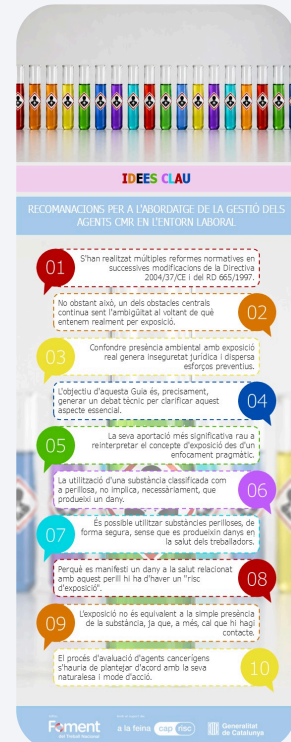 IDEES CLAU
RECOMANACIONS PER A L'ABORDATGE DE LA GESTIÓ DELS
AGENTS CMR EN L'ENTORN LABORAL
01
S'han realitzat múltiples reformes normatives en
successives modificacions de la Directiva
2004/37/CE i del RD 665/1997.
No obstant això, un dels obstacles centrals
continua sent l'ambigüitat al voltant de què
entenem realment per exposició.
02
03
Confondre presència ambiental amb exposició
real genera inseguretat jurídica i dispersa
esforços preventius.
L'objectiu d'aquesta Guia és, precisament,
generar un debat tècnic per clarificar aquest
aspecte essencial.
04
05
La seva aportació més significativa rau a
reinterpretar el concepte d'exposició des d'un
enfocament pragmàtic.
La utilització d'una substància classificada com
a perillosa, no implica, necessàriament, que
produeixi un dany.
06
07
És possible utilitzar substàncies perilloses, de
forma segura, sense que es produeixin danys en
la salut dels treballadors.
Perquè es manifesti un dany a la salut relacionat
amb aquest perill hi ha d'haver un "risc
d'exposició".
08
09
L'exposició no és equivalent a la simple presència
de la substància, ja que, a més, cal que hi hagi
contacte.
El procés d'avaluació d'agents cancerígens
s'hauria de plantejar d'acord amb la seva
naturalesa i mode d'acció.
10
Foment
del Treball Nacional
a la feina cap risc
Generalitat
de Catalunya